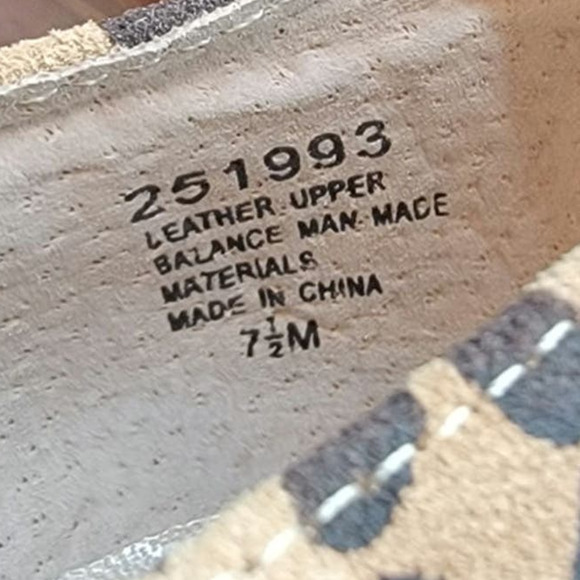 251993
LEATHER UPPER
BALANCE MAN-MADE
MATERIALS
MADE IN CHINA
7½M